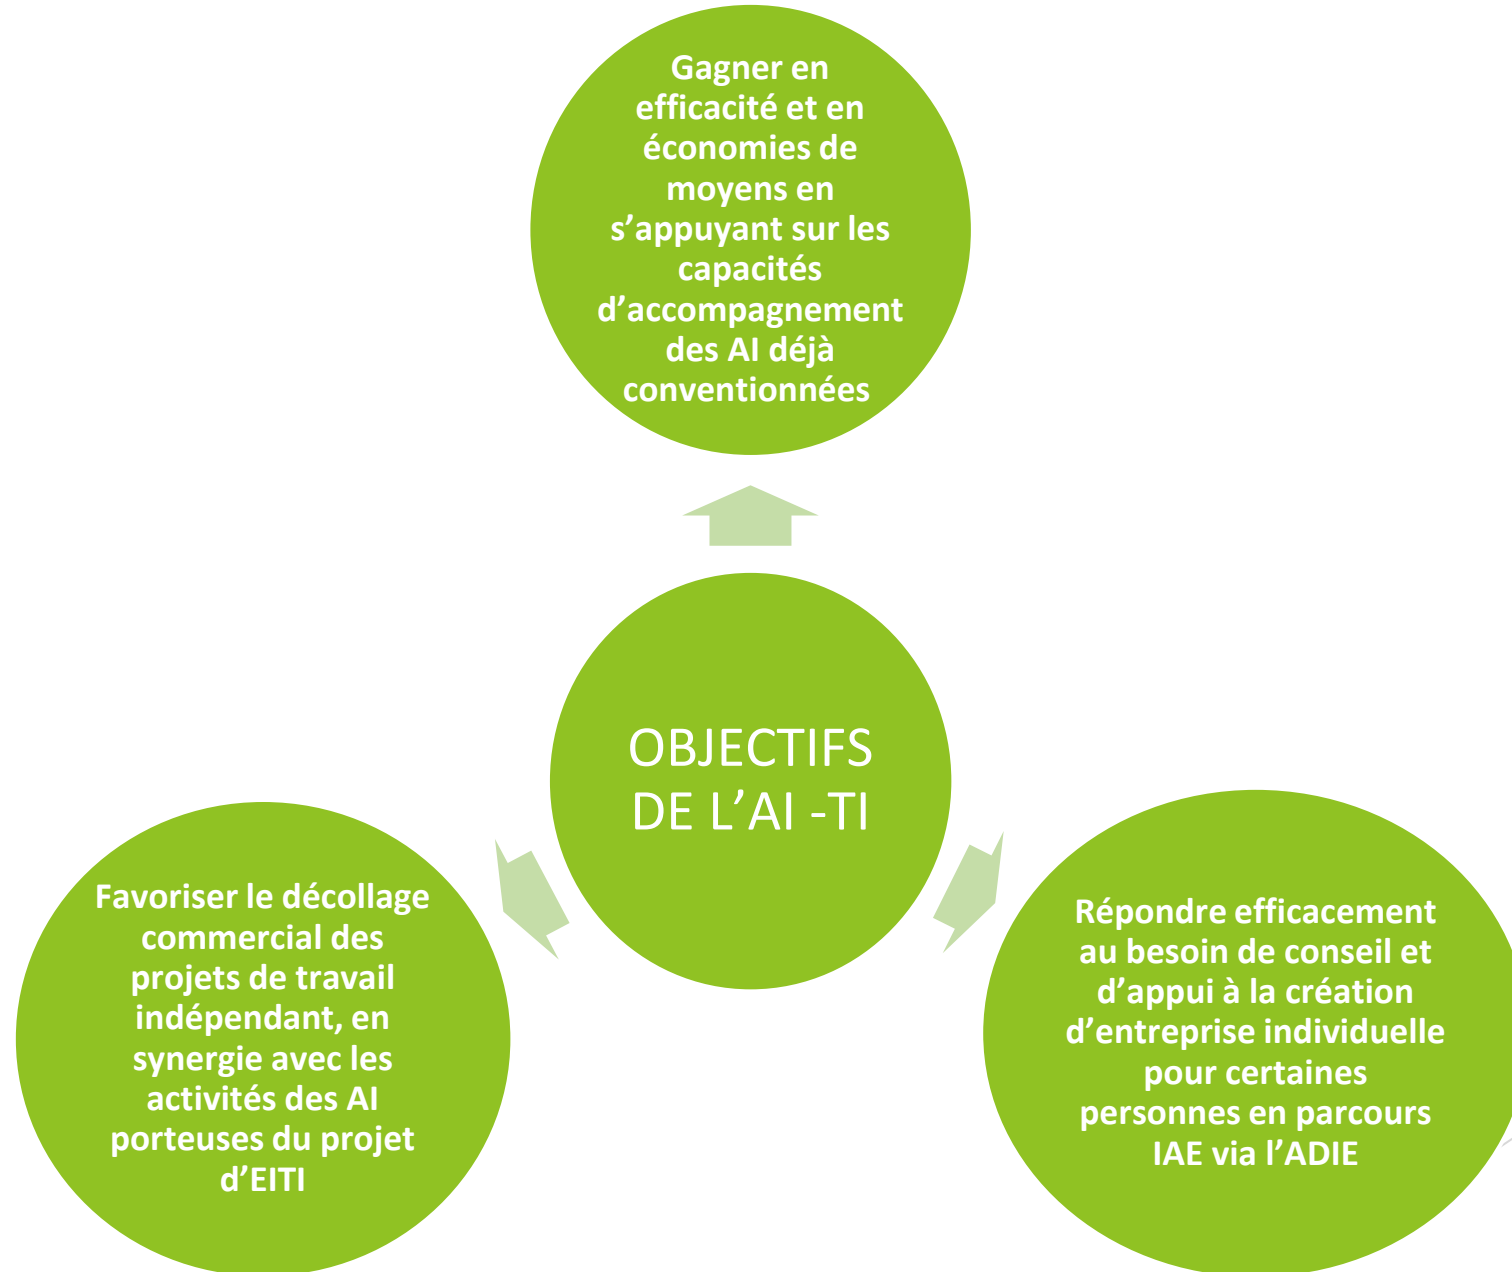 Gagner en
efficacité et en
économies de
moyens en
s’appuyant sur les
capacités
d’accompagnement
des AI déjà
conventionnées
OBJECTIFS
DE L’AI -TI
Favoriser le décollage
commercial des
projets de travail
indépendant, en
synergie avec les
activités des AI
porteuses du projet
d’EITI
Répondre efficacement
au besoin de conseil et
d’appui à la création
d’entreprise individuelle
pour certaines
personnes en parcours
IAE via l’ADIE